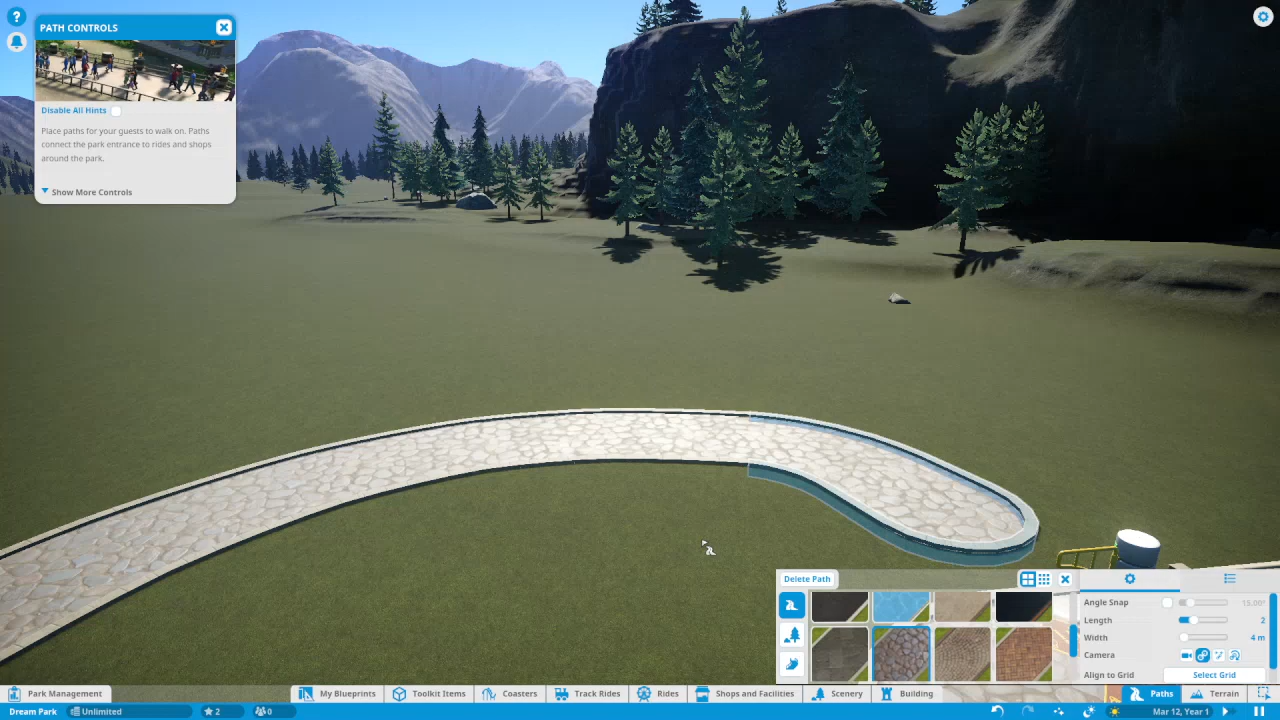 ?
PATH CONTROLS
Disable All Hints
Place paths for your guests to walk on. Paths
connect the park entrance to rides and shops
around the park.
Show More Controls
Delete Path
Angle Snap 15.00°
Length 2
Width 4 m
Camera
Align to Grid Select Grid
Park Management
My Blueprints
Toolkit Items
Coasters
Track Rides
Rides
Shops and Facilities
Scenery
Building
Paths
Terrain
Dream Park
Unlimited
2
0
Mar 12, Year 1